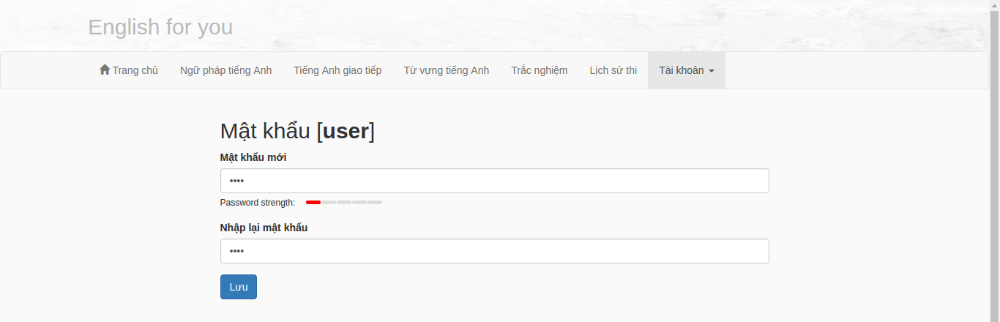 English for you
Trang chủ Ngữ pháp tiếng Anh Tiếng Anh giao tiếp Từ vựng tiếng Anh Trắc nghiệm Lịch sử thi Tài khoản
Mật khẩu [user]
Mật khẩu mới
••••
Password strength:
Nhập lại mật khẩu
••••
Lưu